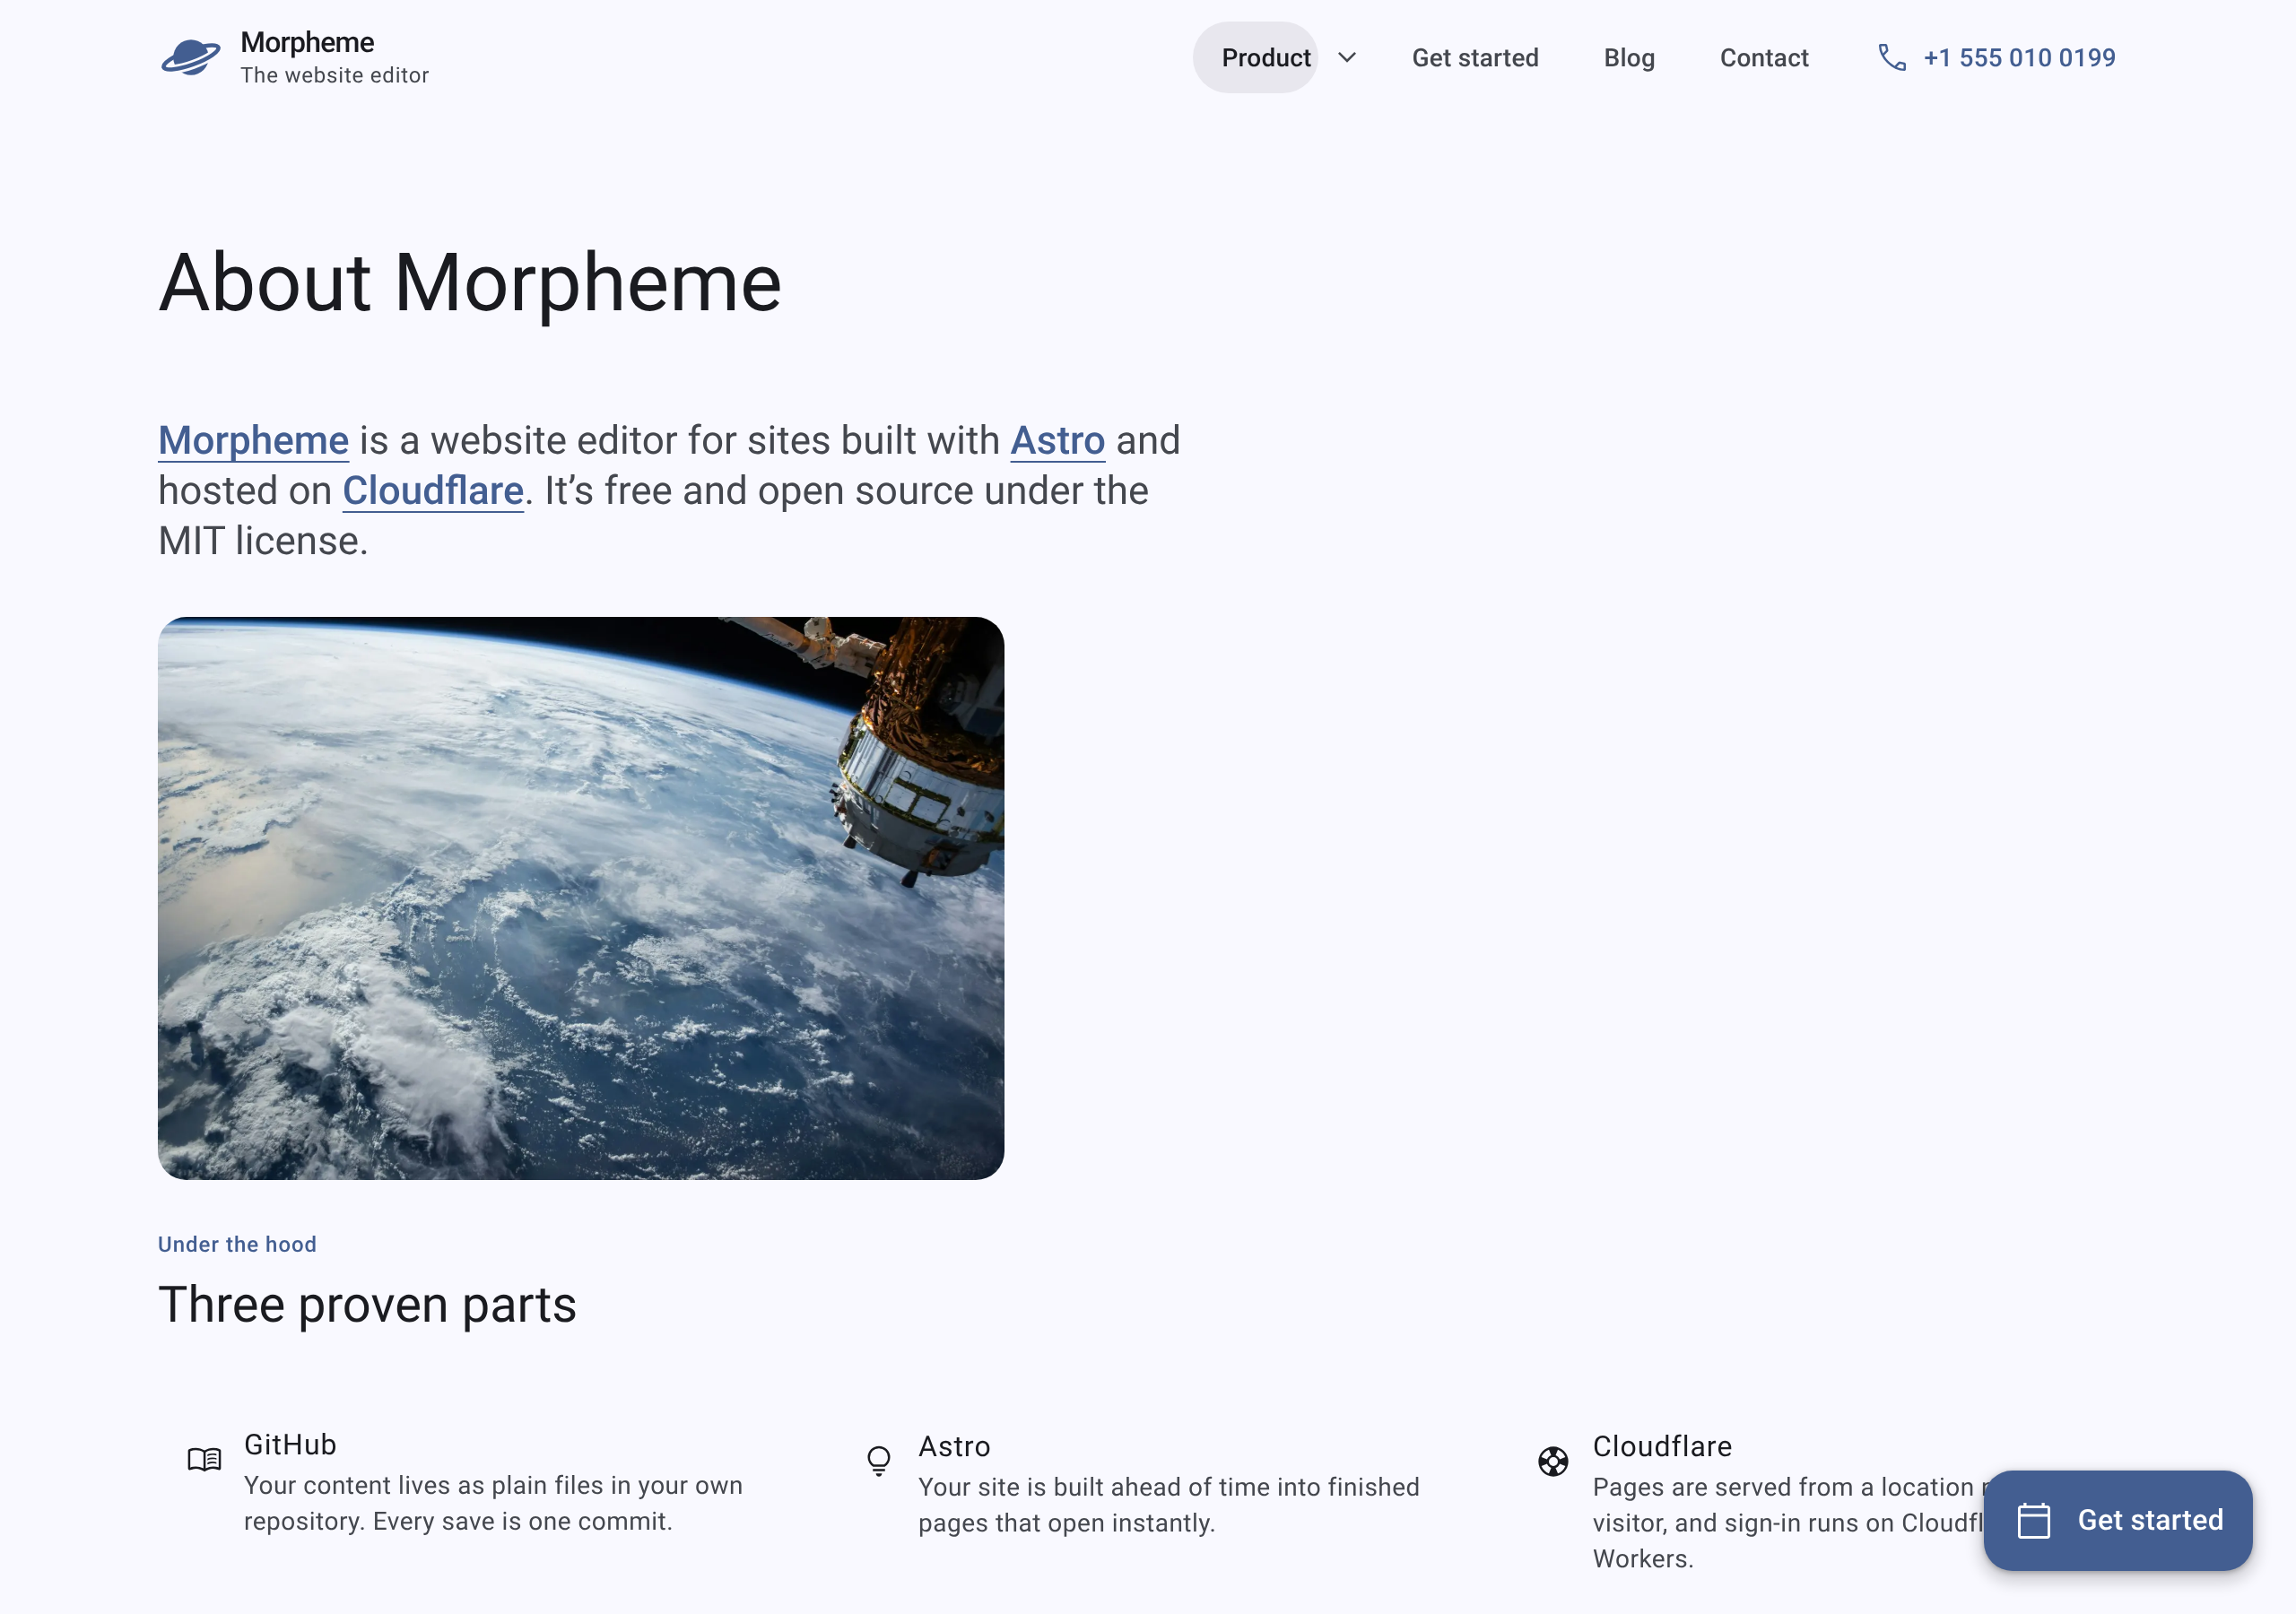 Morpheme
The website editor
Product
Get started
Blog
Contact
+1 555 010 0199
About Morpheme
Morpheme is a website editor for sites built with Astro and
hosted on Cloudflare. It’s free and open source under the
MIT license.
Under the hood
Three proven parts
GitHub
Your content lives as plain files in your own
repository. Every save is one commit.
Astro
Your site is built ahead of time into finished
pages that open instantly.
Cloudflare
Pages are served from a location
visitor, and sign-in runs on
Workers.
Get started